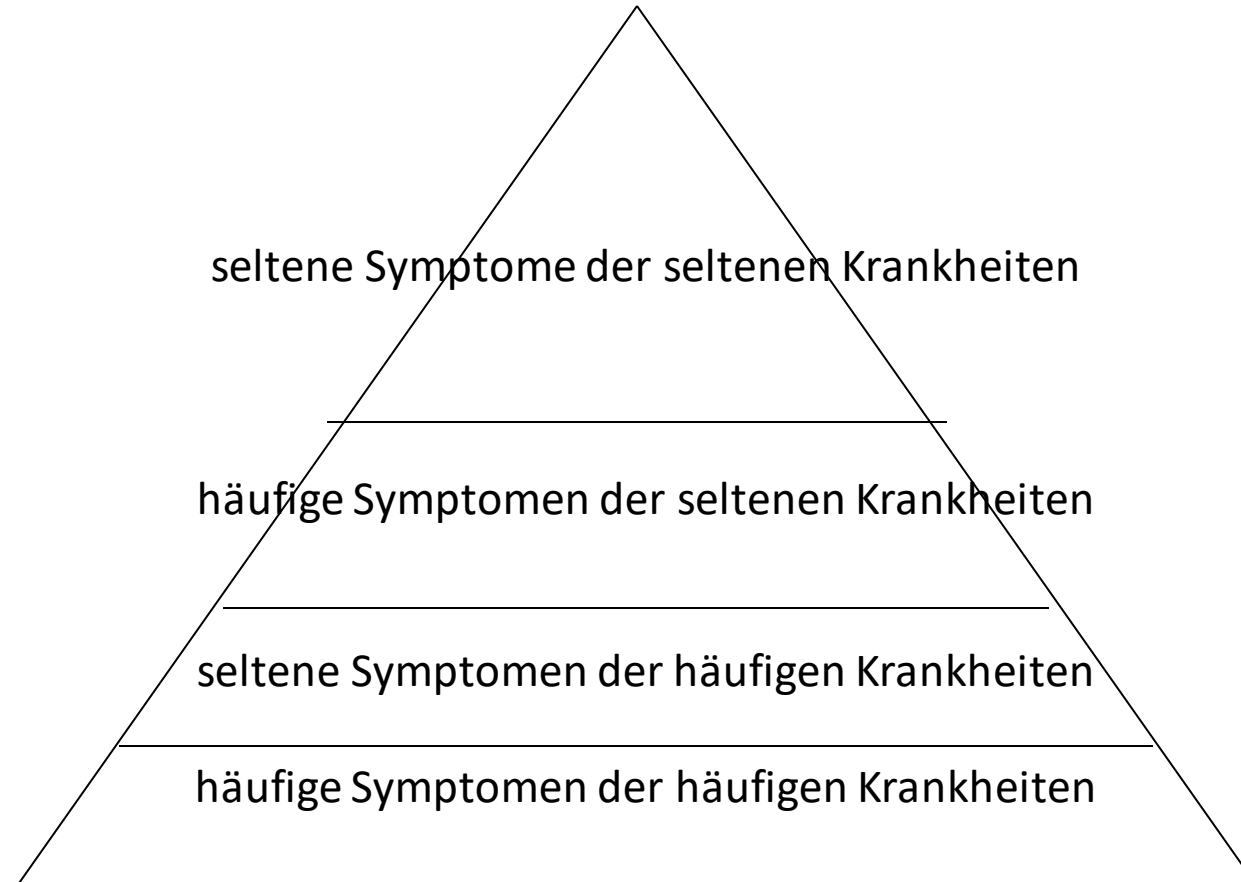 seltene Symptome der seltenen Krankheiten
häufige Symptomen der seltenen Krankheiten
seltene Symptomen der häufigen Krankheiten
häufige Symptomen der häufigen Krankheiten